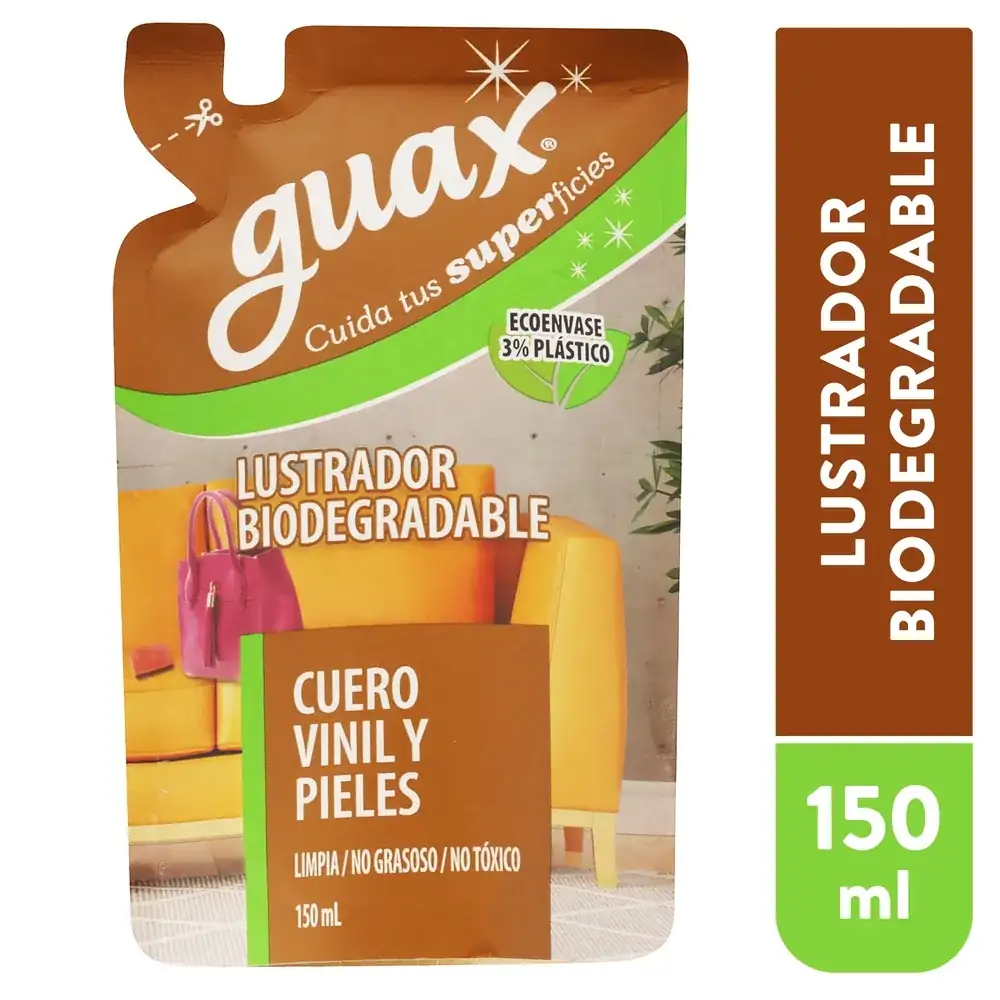 guax®
Cuida tus superficies
ECOENVASE
3% PLÁSTICO
LUSTRADOR
BIODEGRADABLE
CUERO
VINIL Y
PIELES
LIMPIA / NO GRASOSO / NO TÓXICO
150 mL
LUSTRADOR
BIODEGRADABLE
150
ml